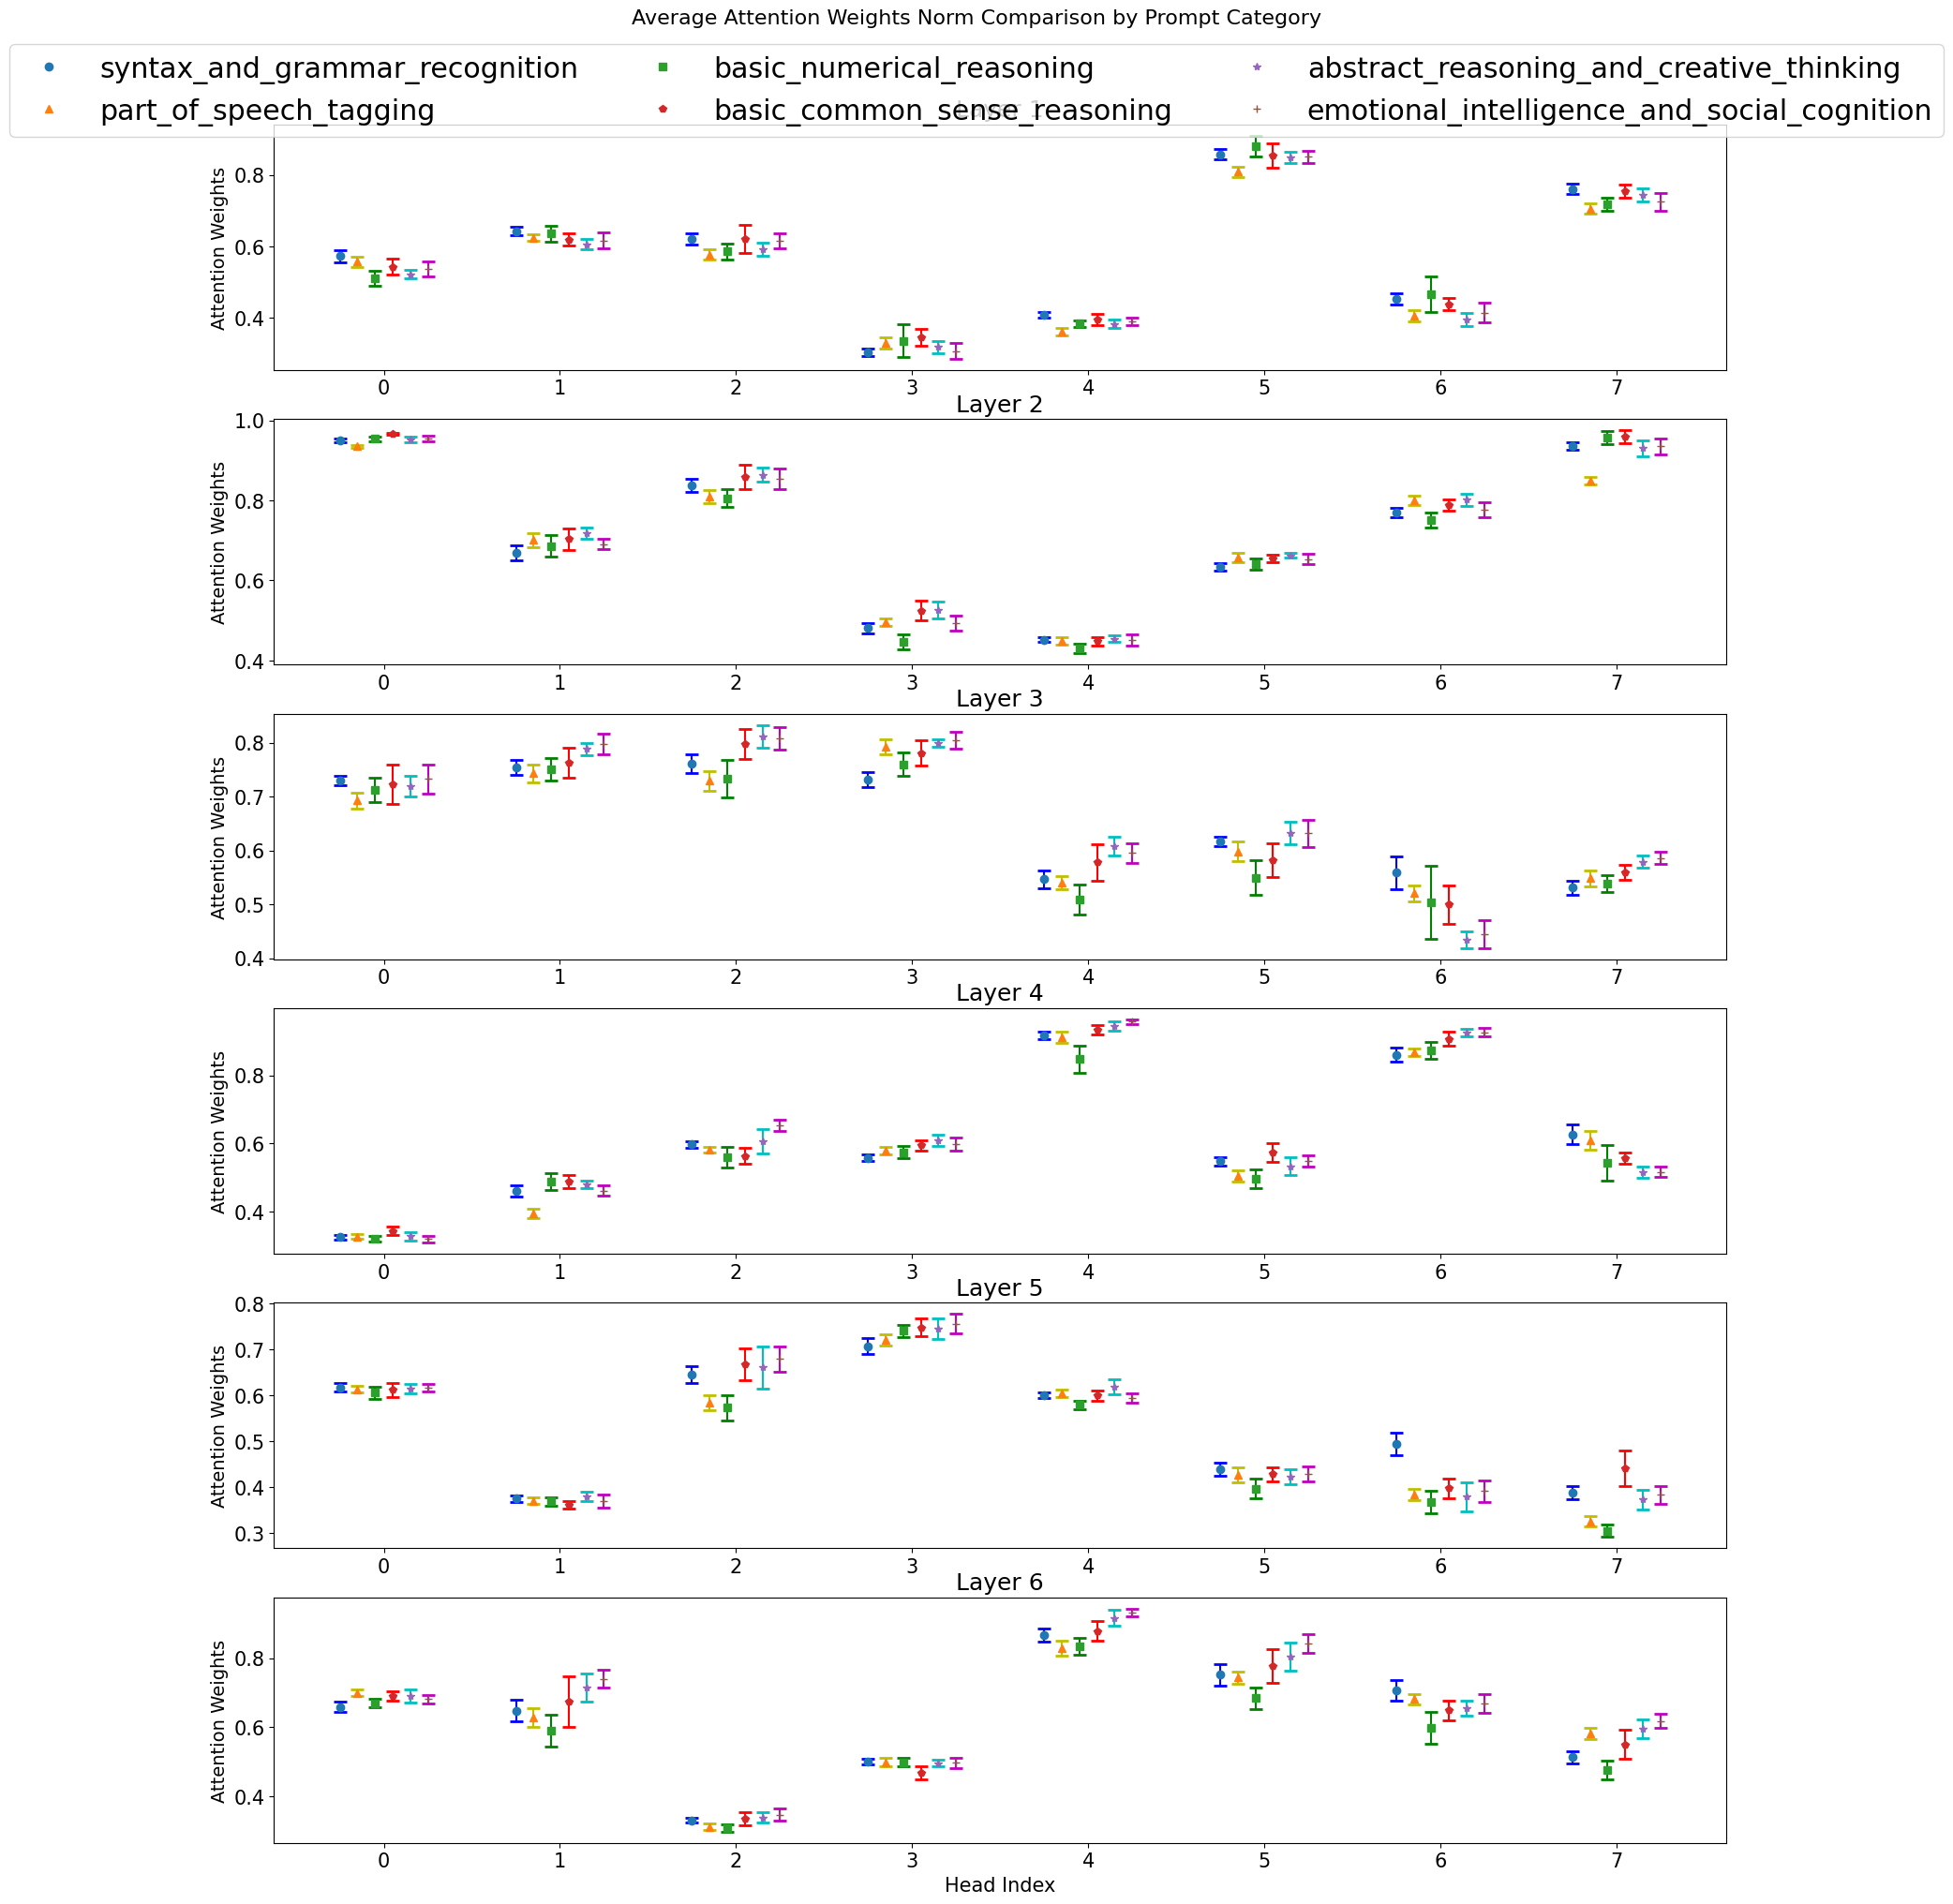 Average Attention Weights Norm Comparison by Prompt Category
syntax_and_grammar_recognition basic_numerical_reasoning abstract_reasoning_and_creative_thinking
part_of_speech_tagging basic_common_sense_reasoning emotional_intelligence_and_social_cognition
Layer 1
Attention Weights
0.8
0.6
0.4
0 1 2 3 4 5 6 7
Layer 2
Attention Weights
1.0
0.8
0.6
0.4
0 1 2 3 4 5 6 7
Layer 3
Attention Weights
0.8
0.7
0.6
0.5
0.4
0 1 2 3 4 5 6 7
Layer 4
Attention Weights
0.8
0.6
0.4
0 1 2 3 4 5 6 7
Layer 5
Attention Weights
0.8
0.7
0.6
0.5
0.4
0.3
0 1 2 3 4 5 6 7
Layer 6
Attention Weights
0.8
0.6
0.4
0 1 2 3 4 5 6 7
Head Index